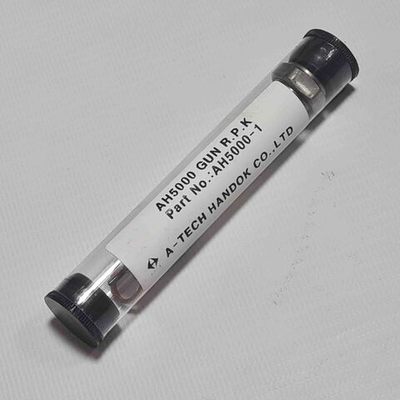 AH5000 GUN R.P.K
Part No.:AH5000-1
A-TECH HANDOK CO.,LTD